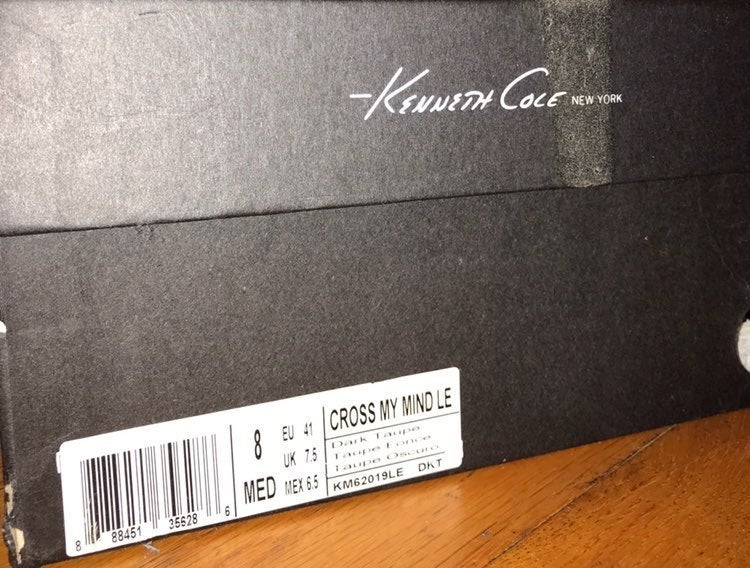 -KENNETH COLE NEW YORK
8 EU 41
UK 7.5
MED MEX 6.5
CROSS MY MIND LE
Dark Taupe
Taupe Fonce
Taupe Oscuro
KM62019LE DKT
8 88451 35628 6